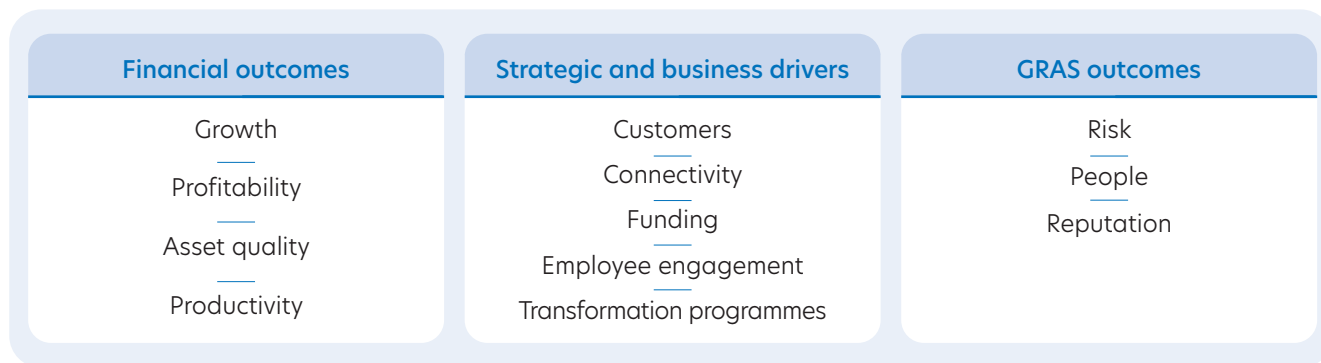 Financial outcomes
Growth
Profitability
Asset quality
Productivity
Strategic and business drivers
Customers
Connectivity
Funding
Employee engagement
Transformation programmes
GRAS outcomes
Risk
People
Reputation